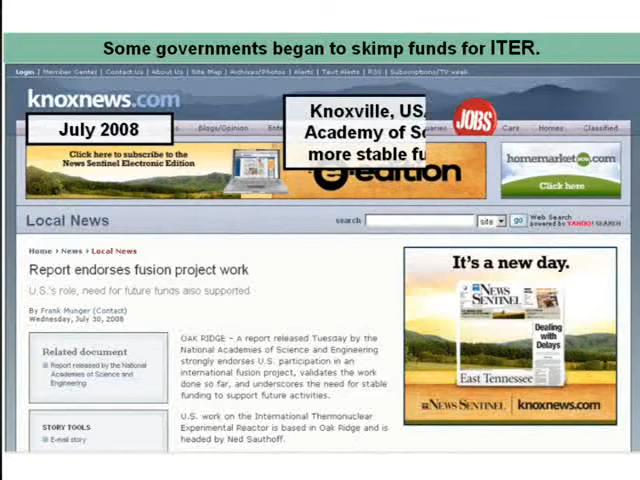 Some governments began to skimp funds for ITER.
Login | Member Center | Contact Us | About Us | Site Map | Archives/Photos | Alerts | Text Alerts | RSS | Subscriptions/TV week
knoxnews.com
July 2008
Knoxville, US
Academy of Sc
more stable fu
Blogs/Opinion
JOBS
Cars Homes Classified
Click here to subscribe to the
News Sentinel Electronic Edition
e-edition
homemarket .com
Click here
Local News
search
site
go
Web Search
powered by YAHOO! SEARCH
Home > News > Local News
Report endorses fusion project work
U.S.'s role, need for future funds also supported
By Frank Munger (Contact)
Wednesday, July 30, 2008
Related document
Report released by the National
Academies of Science and
Engineering
STORY TOOLS
E-mail story
OAK RIDGE – A report released Tuesday by the
National Academies of Science and Engineering
strongly endorses U.S. participation in an
international fusion project, validates the work
done so far, and underscores the need for stable
funding to support future activities.
U.S. work on the International Thermonuclear
Experimental Reactor is based in Oak Ridge and is
headed by Ned Sauthoff.
It's a new day.
NEWS
SENTINEL
Dealing
with
Delays
East Tennessee
NEWS SENTINEL | knoxnews.com